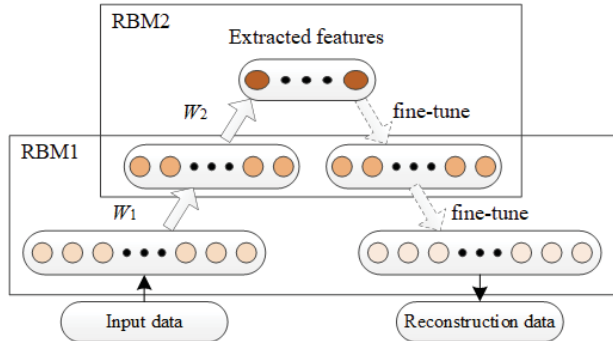 RBM2
Extracted features
W2
fine-tune
RBM1
W1
fine-tune
Input data
Reconstruction data